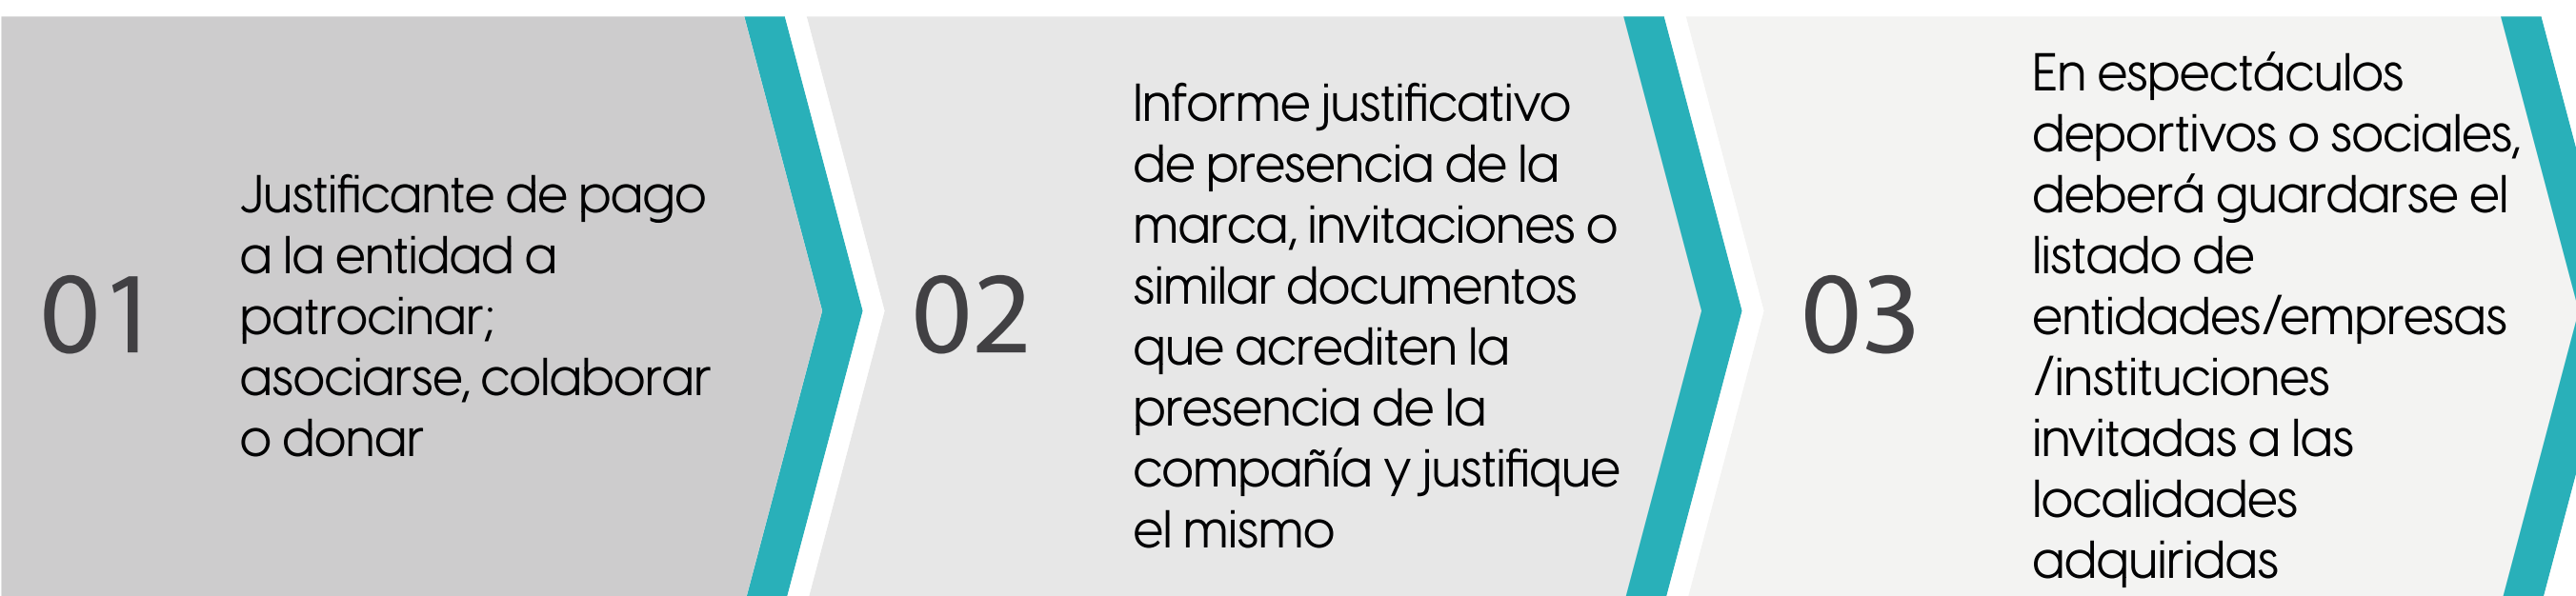 01
Justificante de pago
a la entidad a
patrocinar;
asociarse, colaborar
o donar
02
Informe justificativo
de presencia de la
marca, invitaciones o
similar documentos
que acrediten la
presencia de la
compañía y justifique
el mismo
03
En espectáculos
deportivos o sociales,
deberá guardarse el
listado de
entidades/empresas
/instituciones
invitadas a las
localidades
adquiridas